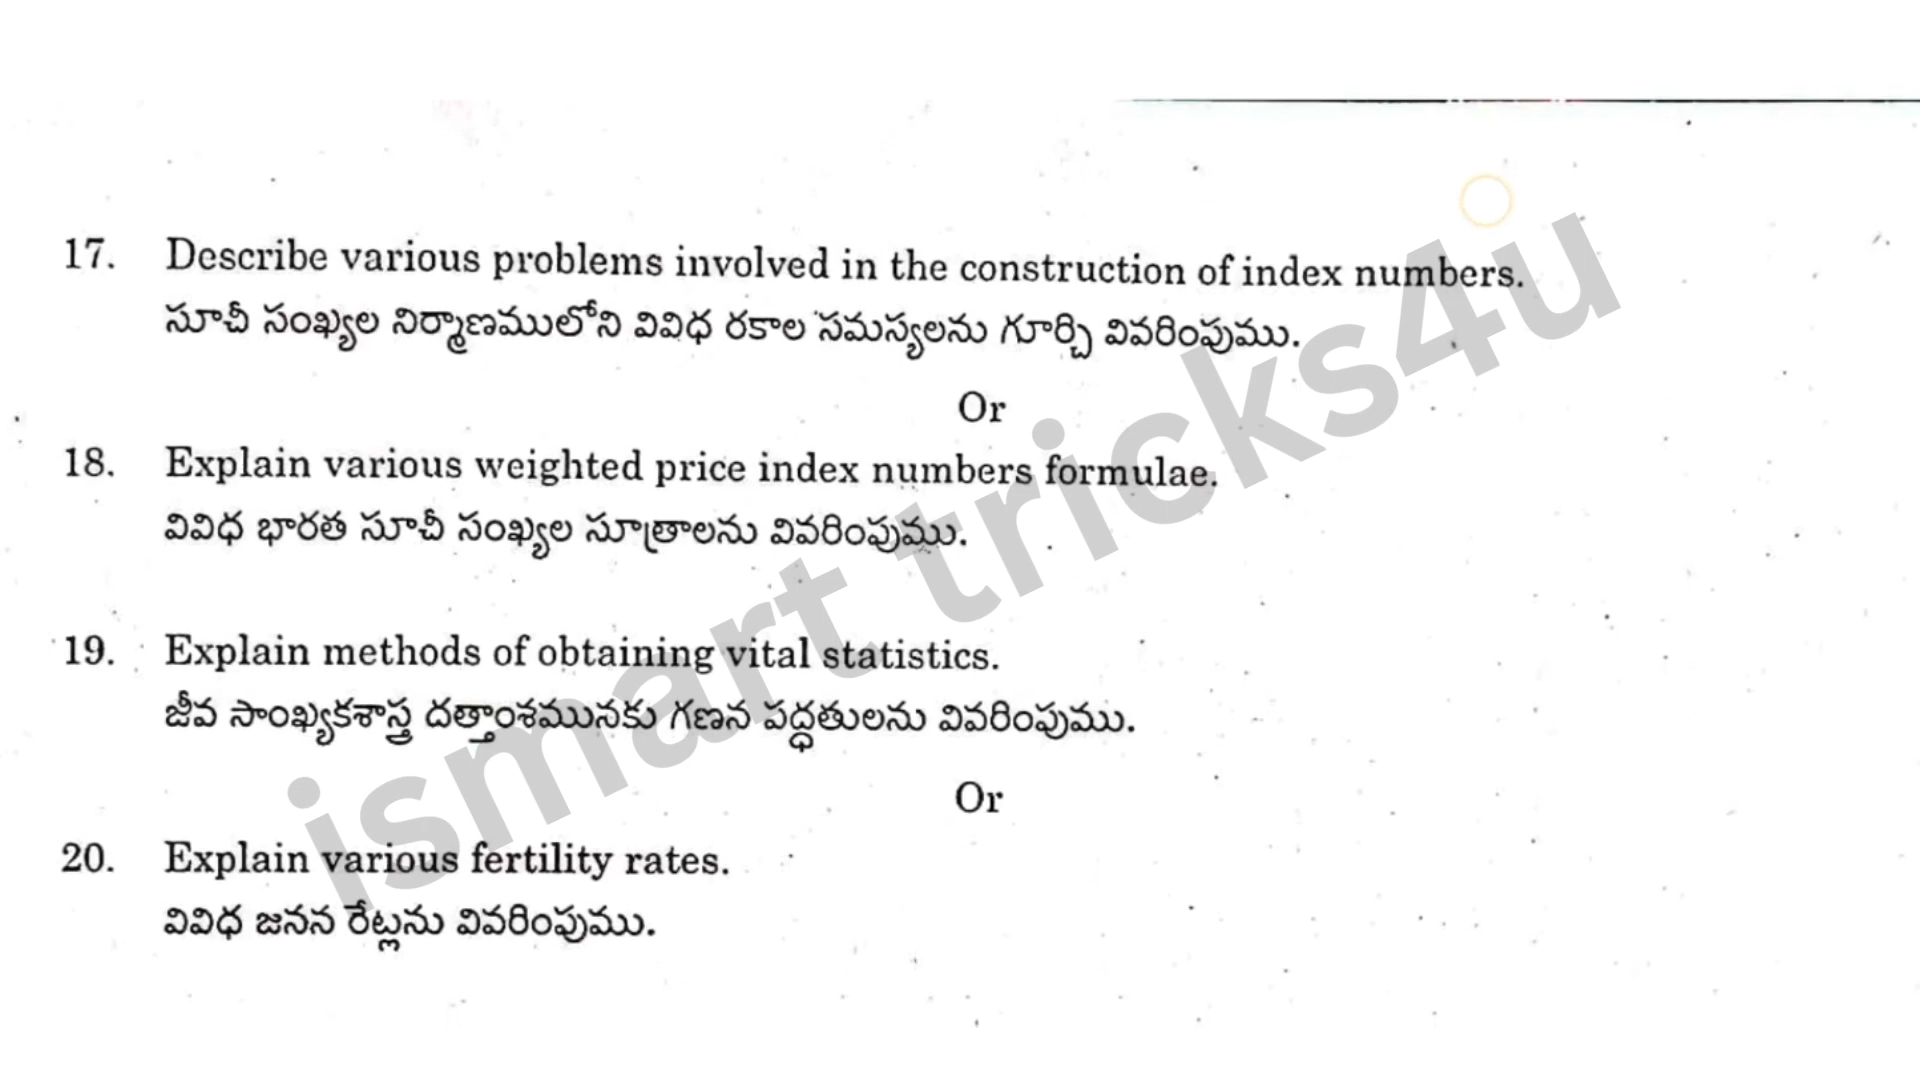 17. Describe various problems involved in the construction of index numbers.
సూచీ సంఖ్యల నిర్మాణములోని వివిధ రకాల సమస్యలను గూర్చి వివరింపుము.
Or
18. Explain various weighted price index numbers formulae.
వివిధ భారత సూచీ సంఖ్యల సూత్రాలను వివరింపుము.
19. Explain methods of obtaining vital statistics.
జీవ సాంఖ్యకశాస్త్ర దత్తాంశమునకు గణన పద్ధతులను వివరింపుము.
Or
20. Explain various fertility rates.
వివిధ జనన రేట్లను వివరింపుము.
ismart tricks4u